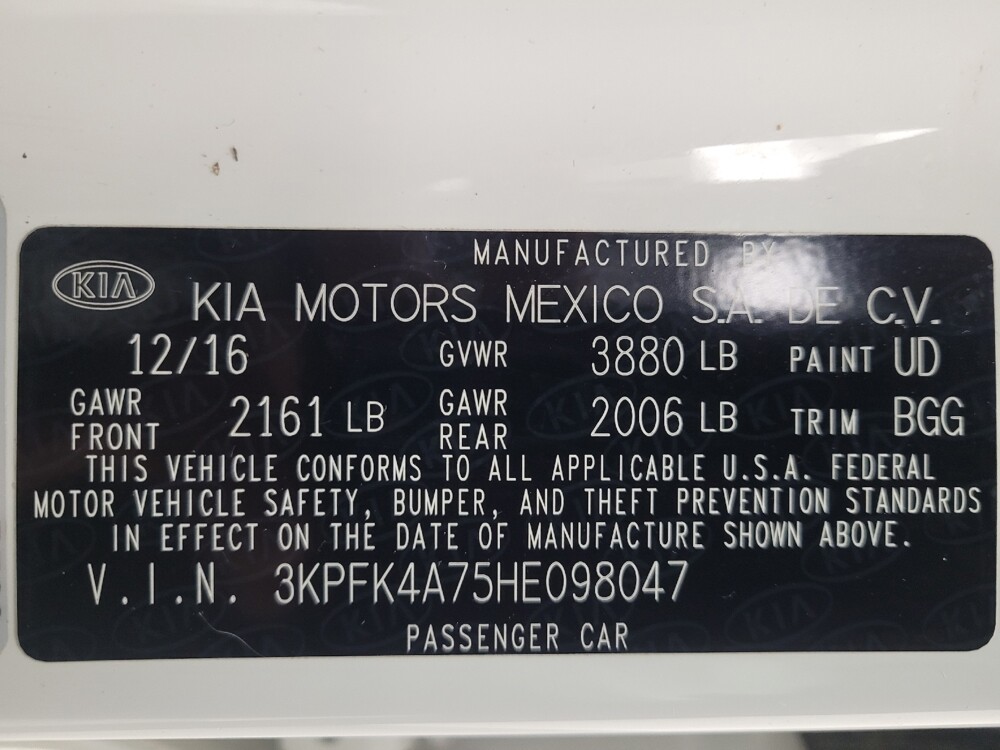 MANUFACTURED BY
KIA
KIA MOTORS MEXICO S.A. DE C.V.
12/16 GVWR 3880 LB PAINT UD
GAWR FRONT 2161 LB GAWR REAR 2006 LB TRIM BGG
THIS VEHICLE CONFORMS TO ALL APPLICABLE U.S.A. FEDERAL
MOTOR VEHICLE SAFETY, BUMPER, AND THEFT PREVENTION STANDARDS
IN EFFECT ON THE DATE OF MANUFACTURE SHOWN ABOVE.
V.I.N. 3KPFK4A75HE098047
PASSENGER CAR